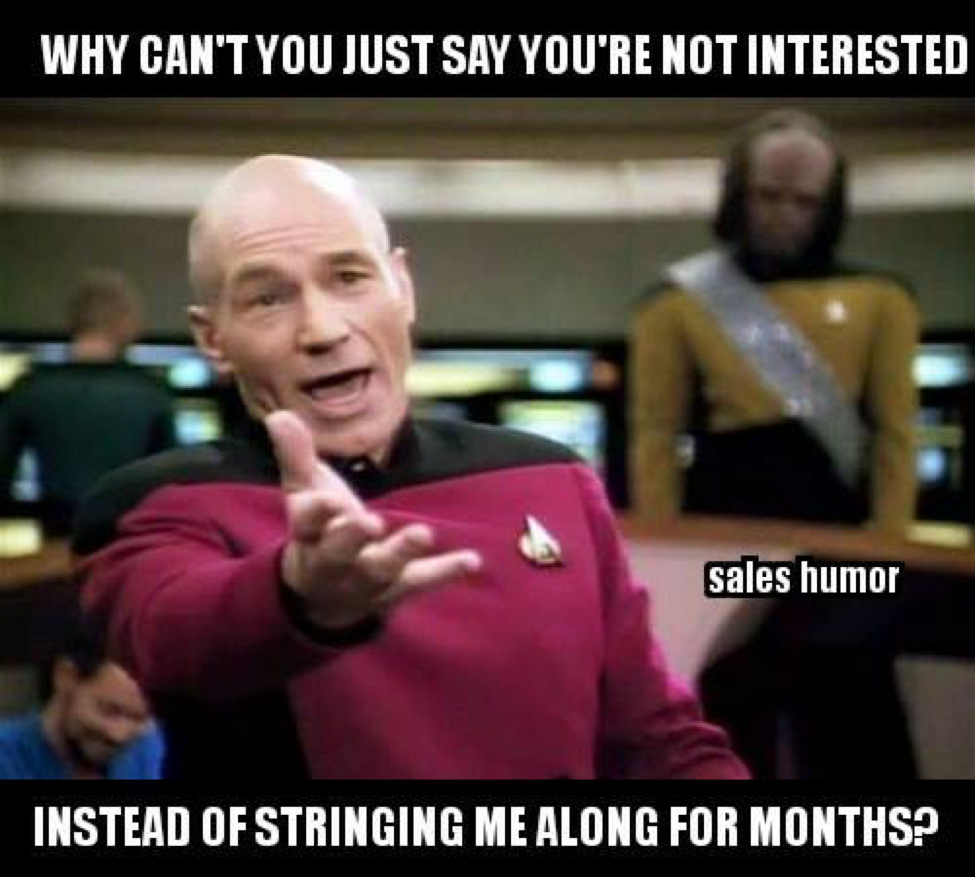 WHY CAN'T YOU JUST SAY YOU'RE NOT INTERESTED
sales humor
INSTEAD OF STRINGING ME ALONG FOR MONTHS?